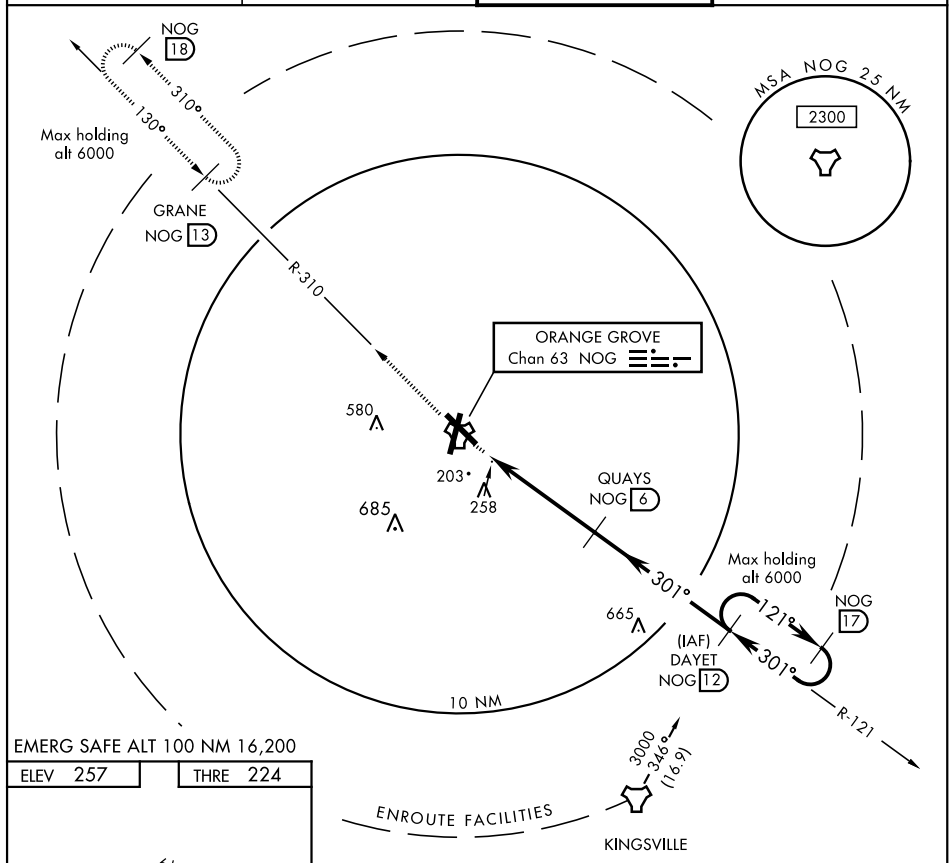 NOG
18
310°
130°
Max holding
alt 6000
GRANE
NOG 13
R-310
MSA NOG 25 NM
2300
ORANGE GROVE
Chan 63 NOG
580
203
258
685
QUAYS
NOG 6
301°
Max holding
alt 6000
121°
NOG
17
665
(IAF)
DAYET
NOG 12
301°
R-121
10 NM
3000
346°
(16.9)
EMERG SAFE ALT 100 NM 16,200
ELEV 257
THRE 224
ENROUTE FACILITIES
KINGSVILLE